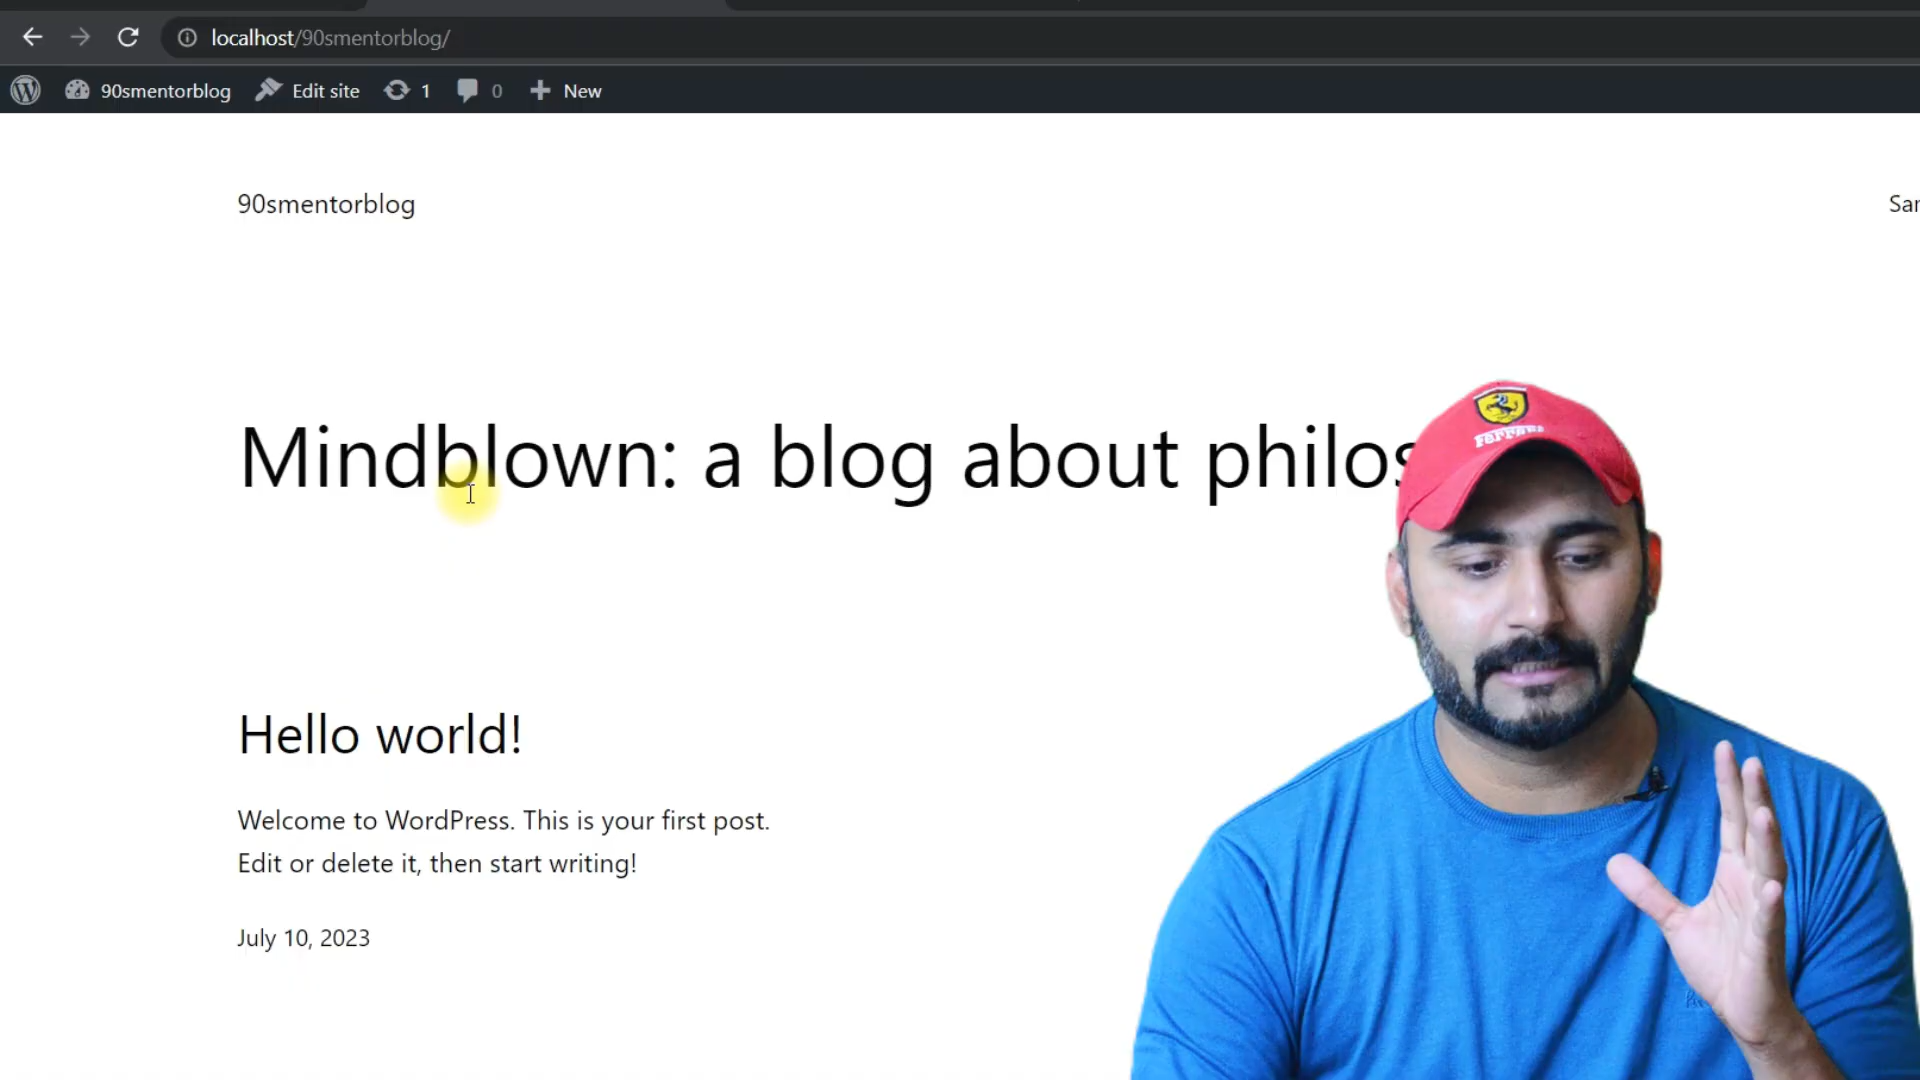 localhost/90smentorblog/
90smentorblog Edit site 1 0 New
90smentorblog
Mindblown: a blog about philos
Ferrari
Hello world!
Welcome to WordPress. This is your first post.
Edit or delete it, then start writing!
July 10, 2023